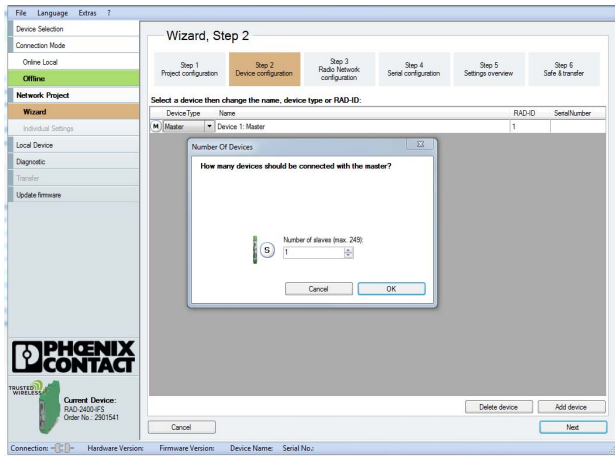 File Language Extras ?
Device Selection
Connection Mode
Online Local
Offline
Network Project
Wizard
Individual Settings
Local Device
Diagnostic
Transfer
Update firmware
PHŒNIX
CONTACT
TRUSTED
WIRELESS
Current Device:
RAD-2400-IFS
Order No.: 2901541
Wizard, Step 2
Step 1
Project configuration
Step 2
Device configuration
Step 3
Radio Network
configuration
Step 4
Serial configuration
Step 5
Settings overview
Step 6
Safe & transfer
Select a device then change the name, device type or RAD-ID:
DeviceType Name RAD-ID SerialNumber
M Master Device 1: Master 1
Number Of Devices
How many devices should be connected with the master?
S
Number of slaves (max. 249):
1
Cancel OK
Delete device Add device
Cancel Next
Connection: Hardware Version: Firmware Version: Device Name: Serial No.: